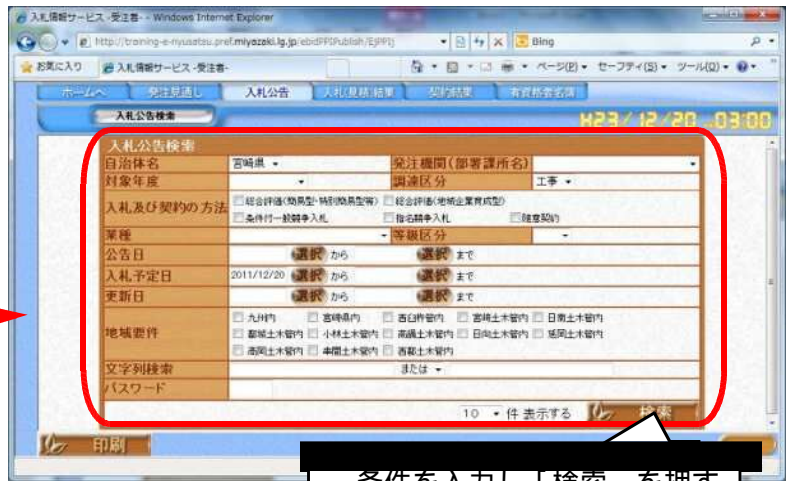 入札情報サービス -受注者- - Windows Internet Explorer
http://training-e-nyusatsu.pref.miyazaki.lg.jp/ebidPPIPublish/EjPPIj
Bing
お気に入り
入札情報サービス -受注者-
ページ(P) セーフティ(S) ツール(O)
ホームへ 発注見通し 入札公告 入札(見積)結果 契約結果 有資格者名簿
入札公告検索
H23/12/20 ..03:00
入札公告検索
自治体名 宮崎県 発注機関(部署課所名)
対象年度 調達区分 工事
入札及び契約の方法 総合評価(簡易型・特別簡易型等) 総合評価(地域企業育成型)
条件付一般競争入札 指名競争入札 随意契約
業種 等級区分
公告日 選択 から 選択 まで
入札予定日 2011/12/20 選択 から 選択 まで
更新日 選択 から 選択 まで
地域要件
九州内 宮崎県内 西臼杵管内 宮崎土木管内 日南土木管内
都城土木管内 小林土木管内 高鍋土木管内 日向土木管内 延岡土木管内
高岡土木管内 串間土木管内 西都土木管内
文字列検索 または
パスワード
10 件 表示する 検索
印刷
条件を入力し「検索」を押す